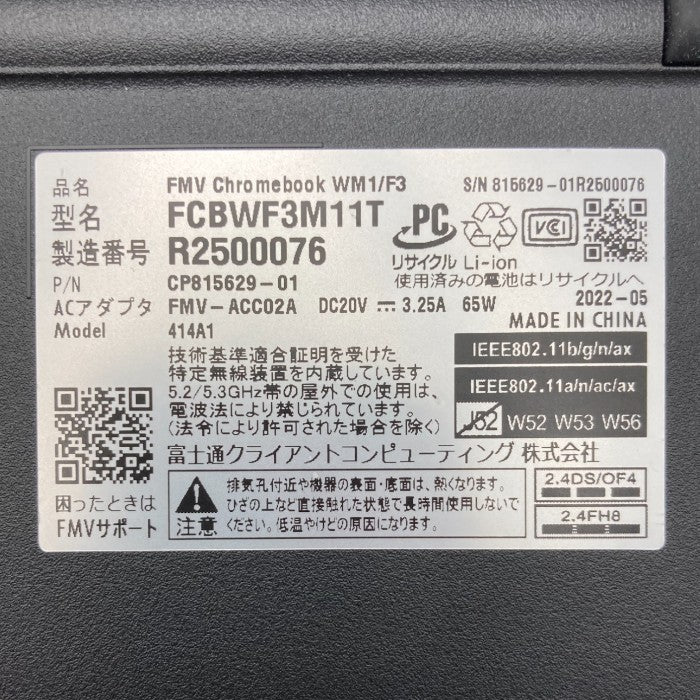 品名 FMV Chromebook WM1/F3 S/N 815629-01R2500076
型名 FCBWF3M11T
製造番号 R2500076
PC
VCCI
リサイクル Li-ion
使用済みの電池はリサイクルへ
P/N CP815629-01
2022-05
ACアダプタ FMV-ACC02A DC20V ⎓ 3.25A 65W
MADE IN CHINA
Model 414A1
技術基準適合証明を受けた
特定無線装置を内蔵しています。
5.2/5.3GHz帯の屋外での使用は、
電波法により禁じられています。
(法令により許可された場合を除く)
IEEE802.11b/g/n/ax
IEEE802.11a/n/ac/ax
J52 W52 W53 W56
富士通クライアントコンピューティング 株式会社
困ったときは
FMVサポート
注意
排気孔付近や機器の表面・底面は、熱くなります。
ひざの上など直接触れた状態で長時間使用しないで
ください。低温やけどの原因になります。
2.4DS/OF4
2.4FH8